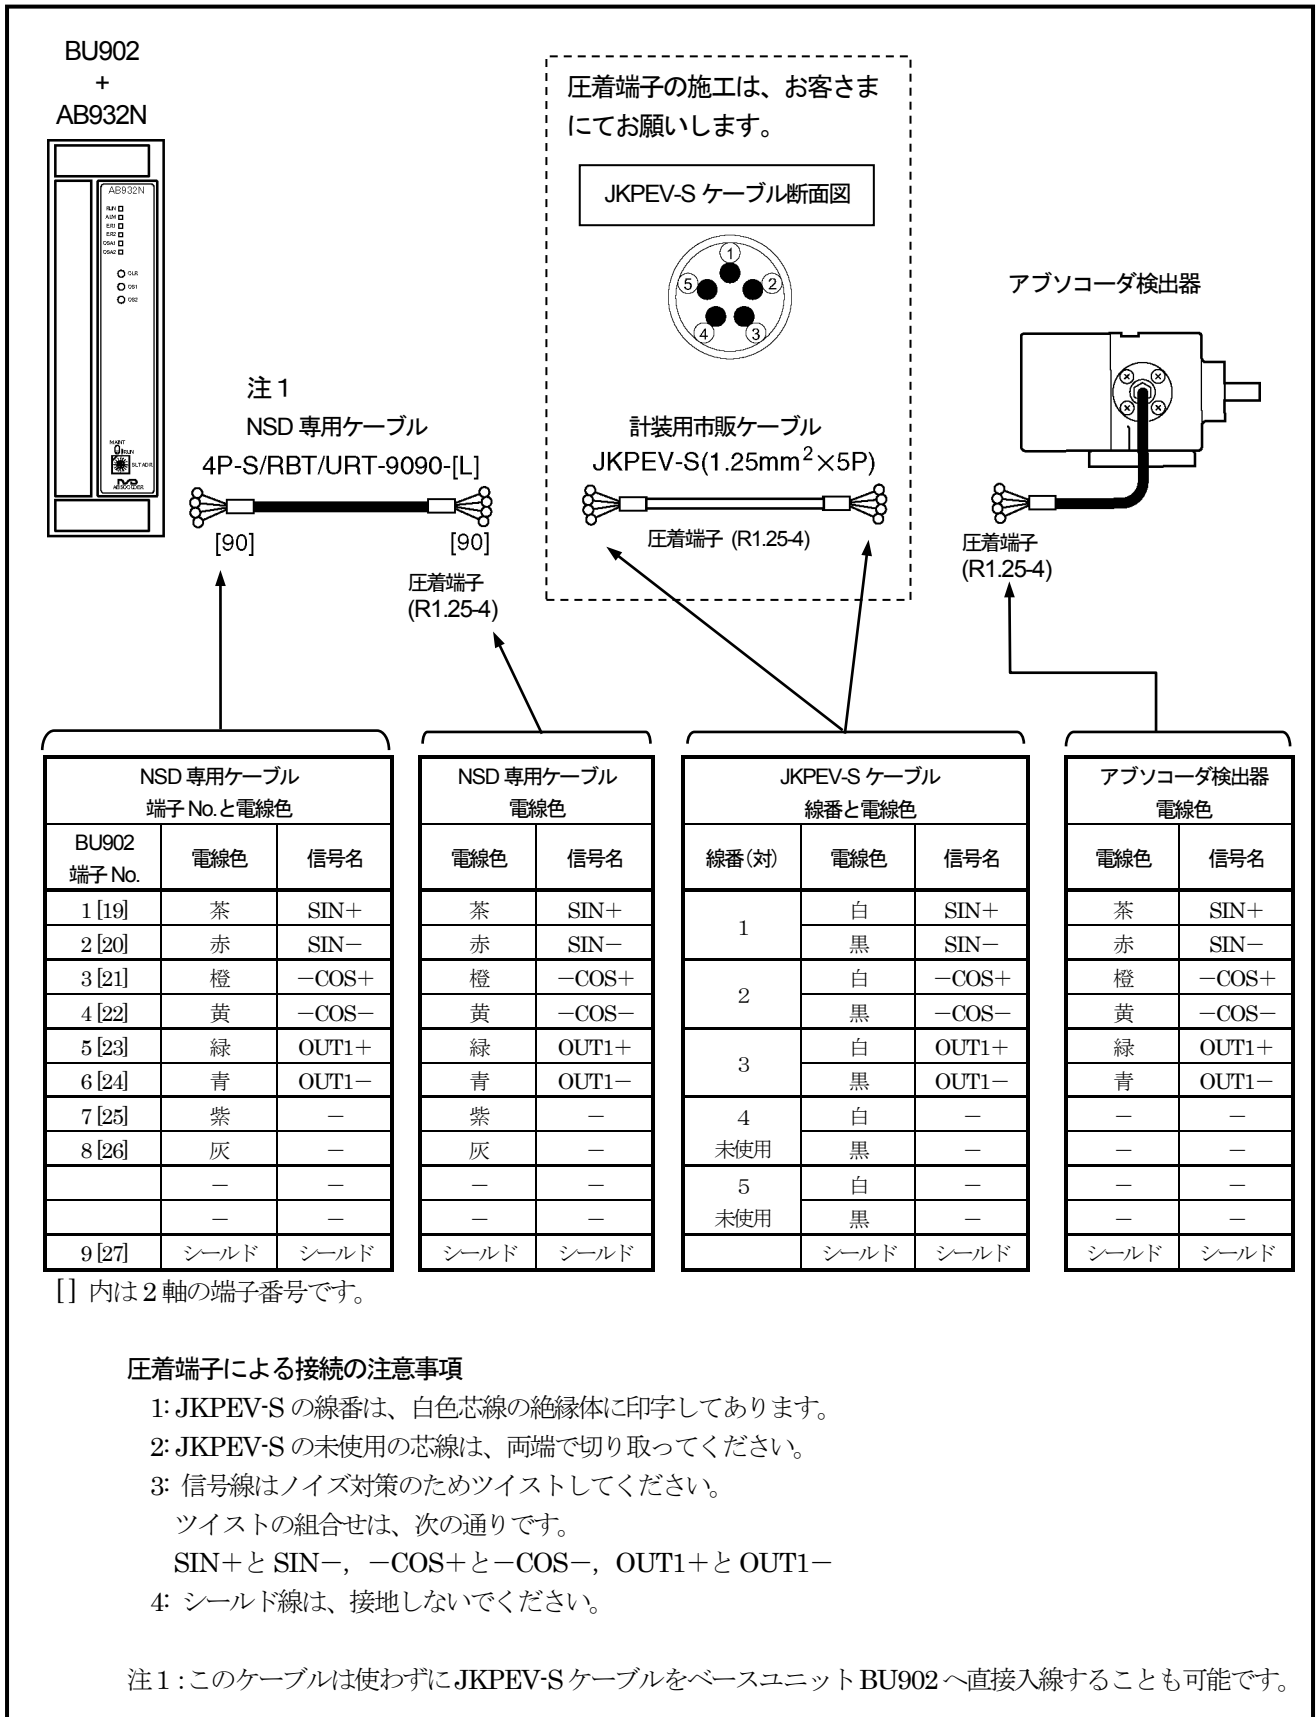 BU902
+
AB932N
AB932N
RUN
ALM
ER1
ER2
OSA1
OSA2
CLR
OS1
OS2
MAINT
RUN
SLT ADR.
NSD
ABSOCODER
注１
NSD 専用ケーブル
4P-S/RBT/URT-9090-[L]
[90]
[90]
圧着端子
(R1.25-4)
圧着端子の施工は、お客さま
にてお願いします。
JKPEV-S ケーブル断面図
1
2
3
4
5
計装用市販ケーブル
JKPEV-S(1.25mm²×5P)
圧着端子 (R1.25-4)
アブソコーダ検出器
圧着端子
(R1.25-4)
NSD 専用ケーブル
端子 No.と電線色
BU902
端子 No.
電線色 信号名
1 [19] 茶 SIN＋
2 [20] 赤 SIN－
3 [21] 橙 －COS＋
4 [22] 黄 －COS－
5 [23] 緑 OUT1＋
6 [24] 青 OUT1－
7 [25] 紫 －
8 [26] 灰 －
－ －
－ －
9 [27] シールド シールド
NSD 専用ケーブル
電線色
電線色 信号名
茶 SIN＋
赤 SIN－
橙 －COS＋
黄 －COS－
緑 OUT1＋
青 OUT1－
紫 －
灰 －
－ －
－ －
シールド シールド
JKPEV-S ケーブル
線番と電線色
線番（対） 電線色 信号名
1 白 SIN＋
黒 SIN－
2 白 －COS＋
黒 －COS－
3 白 OUT1＋
黒 OUT1－
4 白 －
未使用 黒 －
5 白 －
未使用 黒 －
シールド シールド
アブソコーダ検出器
電線色
電線色 信号名
茶 SIN＋
赤 SIN－
橙 －COS＋
黄 －COS－
緑 OUT1＋
青 OUT1－
－ －
－ －
－ －
－ －
シールド シールド
[ ] 内は 2 軸の端子番号です。
圧着端子による接続の注意事項
1: JKPEV-S の線番は、白色芯線の絶縁体に印字してあります。
2: JKPEV-S の未使用の芯線は、両端で切り取ってください。
3: 信号線はノイズ対策のためツイストしてください。
ツイストの組合せは、次の通りです。
SIN＋と SIN－, －COS＋と－COS－, OUT1＋と OUT1－
4: シールド線は、接地しないでください。
注１: このケーブルは使わずに JKPEV-S ケーブルをベースユニット BU902 へ直接入線することも可能です。